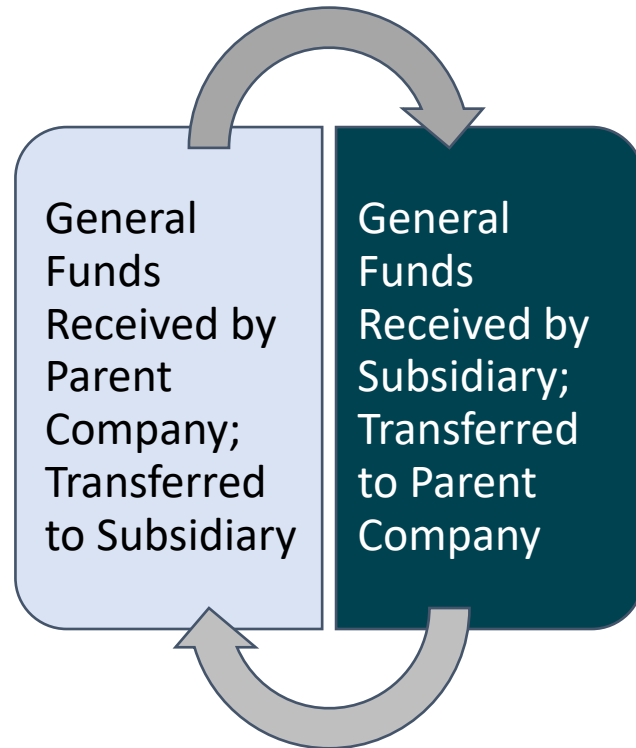 General
Funds
Received by
Parent
Company;
Transferred
to Subsidiary
General
Funds
Received by
Subsidiary;
Transferred
to Parent
Company